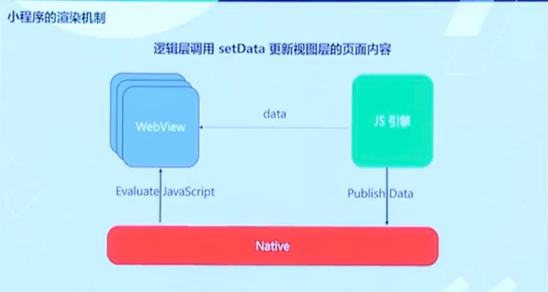 小程序的渲染机制
逻辑层调用 setData 更新视图层的页面内容
WebView
data
JS 引擎
Evaluate JavaScript
Publish Data
Native